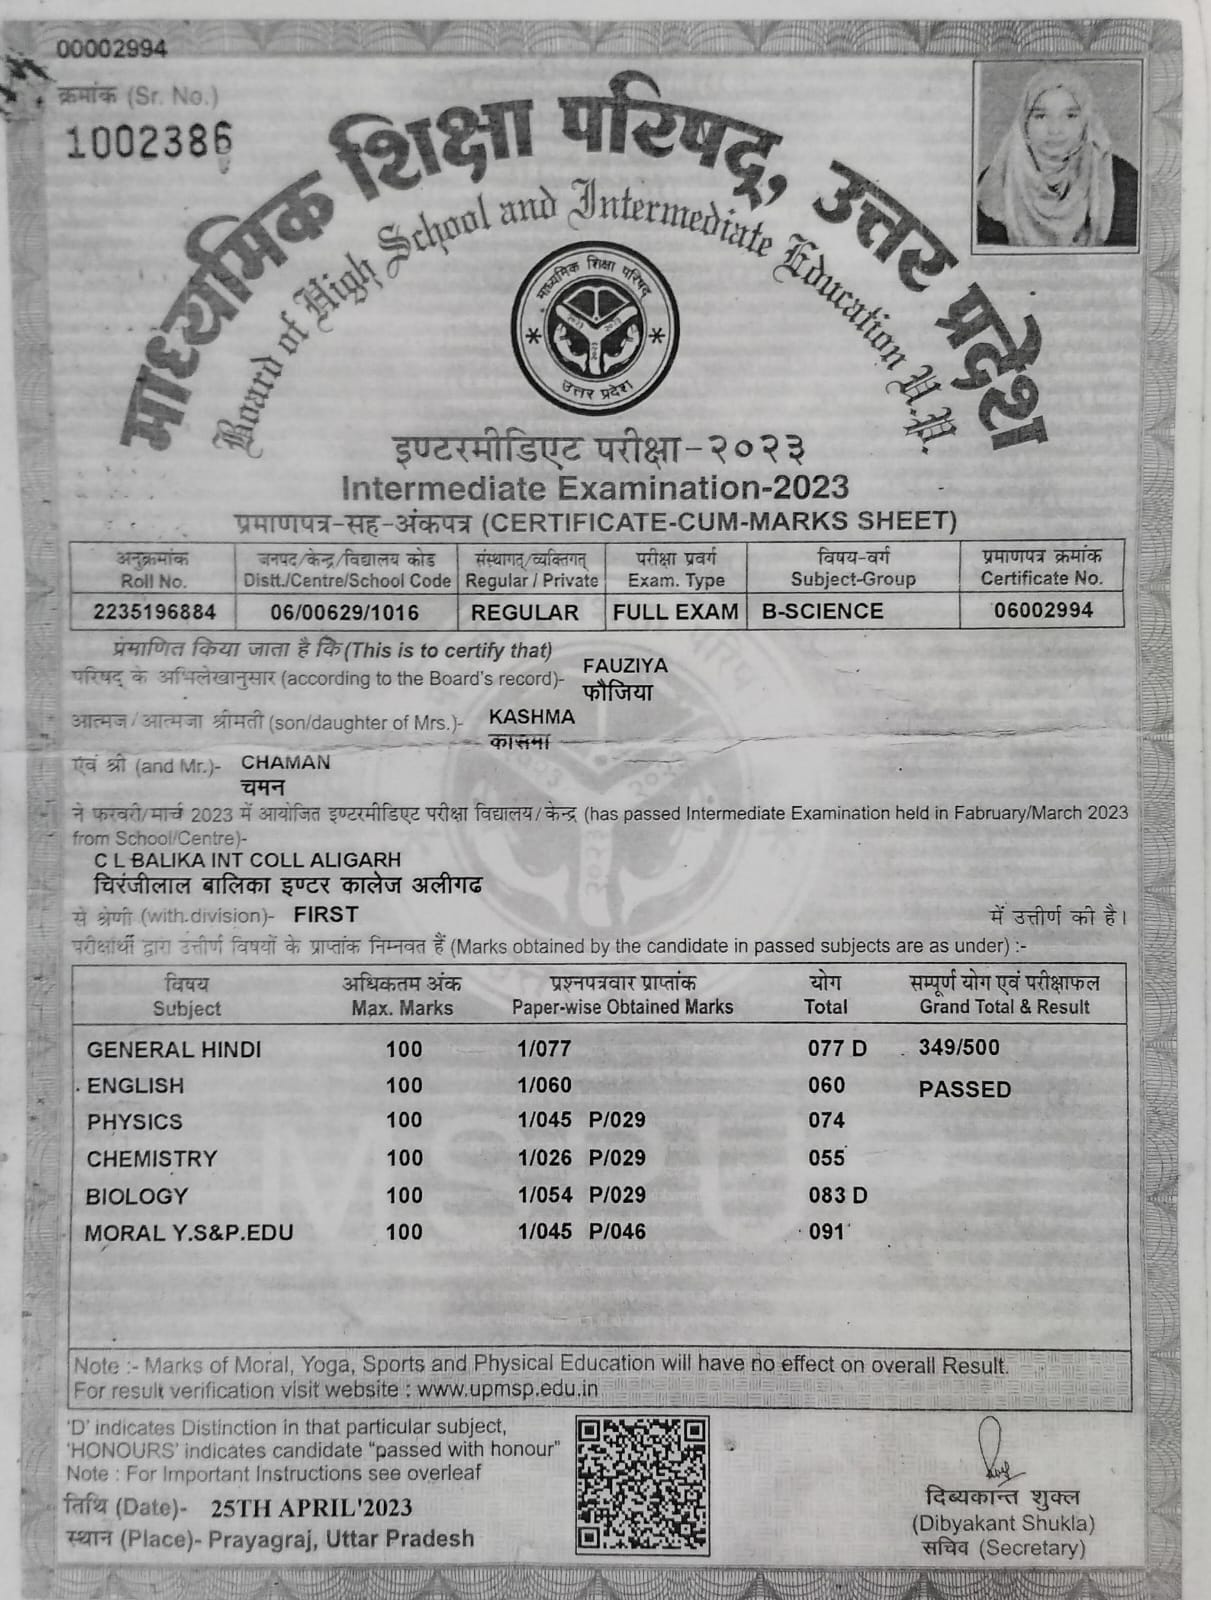 00002994
क्रमांक (Sr. No.)
1002386
माध्यमिक शिक्षा परिषद्, उत्तर प्रदेश
Board of High School and Intermediate Education U.P.
माध्यमिक शिक्षा परिषद्
उत्तर प्रदेश
इण्टरमीडिएट परीक्षा-२०२३
Intermediate Examination-2023
प्रमाणपत्र-सह-अंकपत्र (CERTIFICATE-CUM-MARKS SHEET)
अनुक्रमांक जनपद/केन्द्र/विद्यालय कोड संस्थागत्/व्यक्तिगत् परीक्षा प्रवर्ग विषय-वर्ग प्रमाणपत्र क्रमांक
Roll No. Distt./Centre/School Code Regular / Private Exam. Type Subject-Group Certificate No.
2235196884 06/00629/1016 REGULAR FULL EXAM B-SCIENCE 06002994
प्रमाणित किया जाता है कि (This is to certify that)
परिषद् के अभिलेखानुसार (according to the Board's record)- FAUZIYA
फौजिया
आत्मज/आत्मजा श्रीमती (son/daughter of Mrs.)- KASHMA
कासमा
एवं श्री (and Mr.)- CHAMAN
चमन
ने फरवरी/मार्च 2023 में आयोजित इण्टरमीडिएट परीक्षा विद्यालय/केन्द्र (has passed Intermediate Examination held in Fabruary/March 2023
from School/Centre)-
C L BALIKA INT COLL ALIGARH
चिरंजीलाल बालिका इण्टर कालेज अलीगढ
से श्रेणी (with division)- FIRST में उत्तीर्ण की है।
परीक्षार्थी द्वारा उत्तीर्ण विषयों के प्राप्तांक निम्नवत हैं (Marks obtained by the candidate in passed subjects are as under) :-
विषय अधिकतम अंक प्रश्नपत्रवार प्राप्तांक योग सम्पूर्ण योग एवं परीक्षाफल
Subject Max. Marks Paper-wise Obtained Marks Total Grand Total & Result
GENERAL HINDI 100 1/077 077 D 349/500
ENGLISH 100 1/060 060 PASSED
PHYSICS 100 1/045 P/029 074
CHEMISTRY 100 1/026 P/029 055
BIOLOGY 100 1/054 P/029 083 D
MORAL Y.S&P.EDU 100 1/045 P/046 091
Note :- Marks of Moral, Yoga, Sports and Physical Education will have no effect on overall Result.
For result verification visit website : www.upmsp.edu.in
'D' indicates Distinction in that particular subject,
'HONOURS' indicates candidate "passed with honour"
Note : For Important Instructions see overleaf
तिथि (Date)- 25TH APRIL'2023
स्थान (Place)- Prayagraj, Uttar Pradesh
दिब्यकान्त शुक्ल
(Dibyakant Shukla)
सचिव (Secretary)